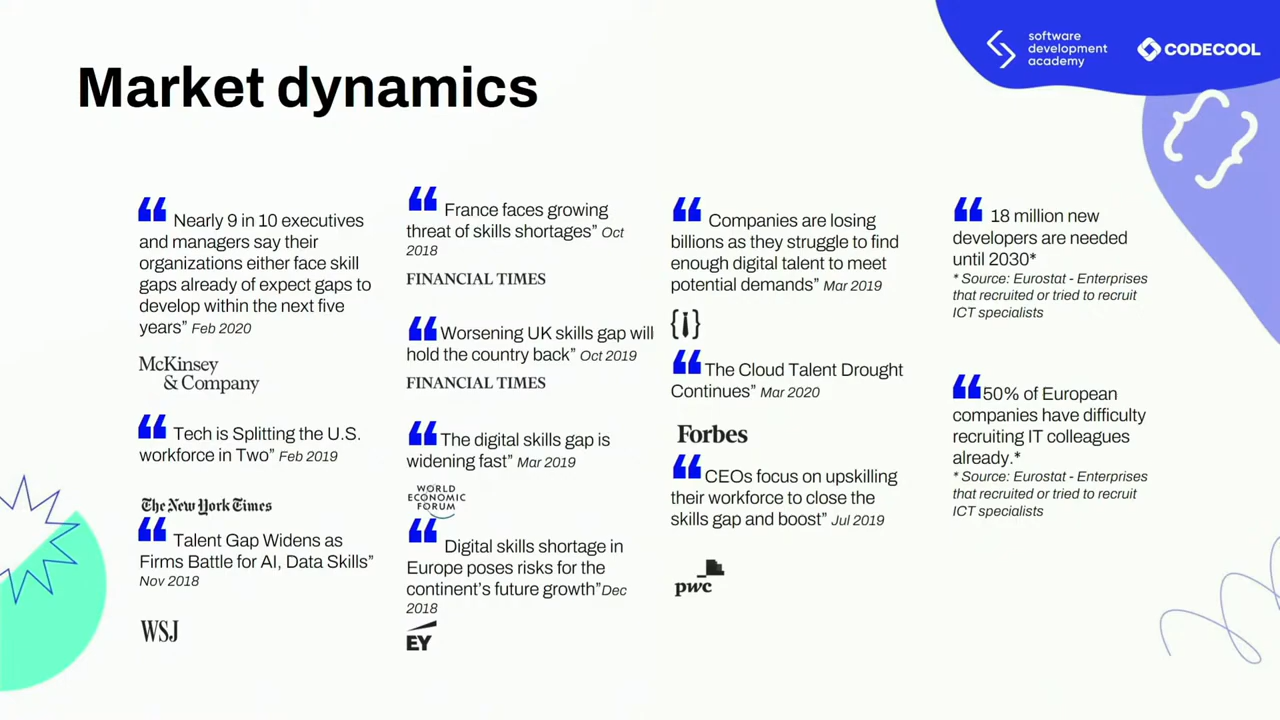 software
development
academy
CODECOOL
Market dynamics
“ Nearly 9 in 10 executives
and managers say their
organizations either face skill
gaps already of expect gaps to
develop within the next five
years” Feb 2020
McKinsey
& Company
“ Tech is Splitting the U.S.
workforce in Two” Feb 2019
The New York Times
“ Talent Gap Widens as
Firms Battle for AI, Data Skills”
Nov 2018
WSJ
“ France faces growing
threat of skills shortages” Oct
2018
FINANCIAL TIMES
“Worsening UK skills gap will
hold the country back” Oct 2019
FINANCIAL TIMES
“The digital skills gap is
widening fast” Mar 2019
WORLD
ECONOMIC
FORUM
“ Digital skills shortage in
Europe poses risks for the
continent’s future growth”Dec
2018
EY
“ Companies are losing
billions as they struggle to find
enough digital talent to meet
potential demands” Mar 2019
“The Cloud Talent Drought
Continues” Mar 2020
Forbes
“CEOs focus on upskilling
their workforce to close the
skills gap and boost” Jul 2019
pwc
“ 18 million new
developers are needed
until 2030*
* Source: Eurostat - Enterprises
that recruited or tried to recruit
ICT specialists
“50% of European
companies have difficulty
recruiting IT colleagues
already.*
* Source: Eurostat - Enterprises
that recruited or tried to recruit
ICT specialists